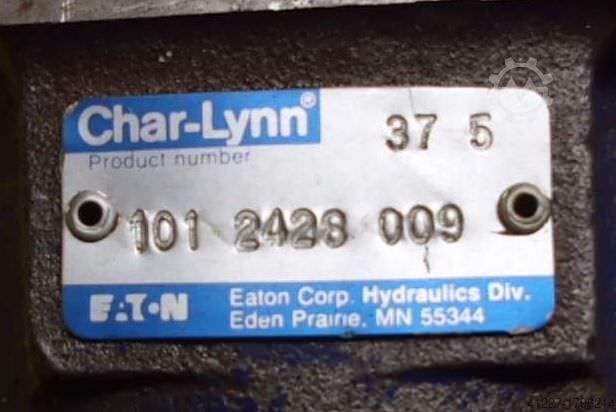 Char-Lynn®
37 5
Product number
101 2428 009
EATON
Eaton Corp. Hydraulics Div.
Eden Prairie, MN 55344